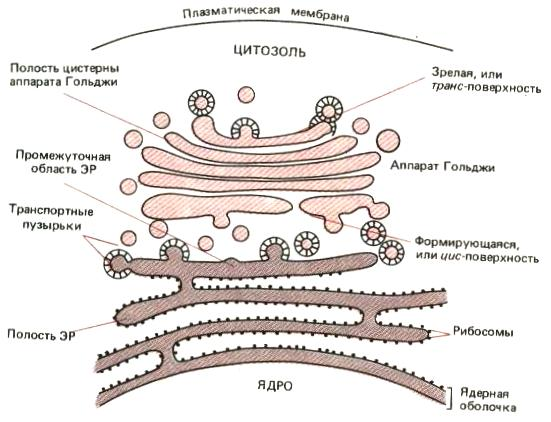 Плазматическая мембрана
ЦИТОЗОЛЬ
Полость цистерны
аппарата Гольджи
Зрелая, или
транс-поверхность
Промежуточная
область ЭР
Аппарат Гольджи
Транспортные
пузырьки
Формирующаяся,
или цис-поверхность
Полость ЭР
Рибосомы
ЯДРО
Ядерная
оболочка